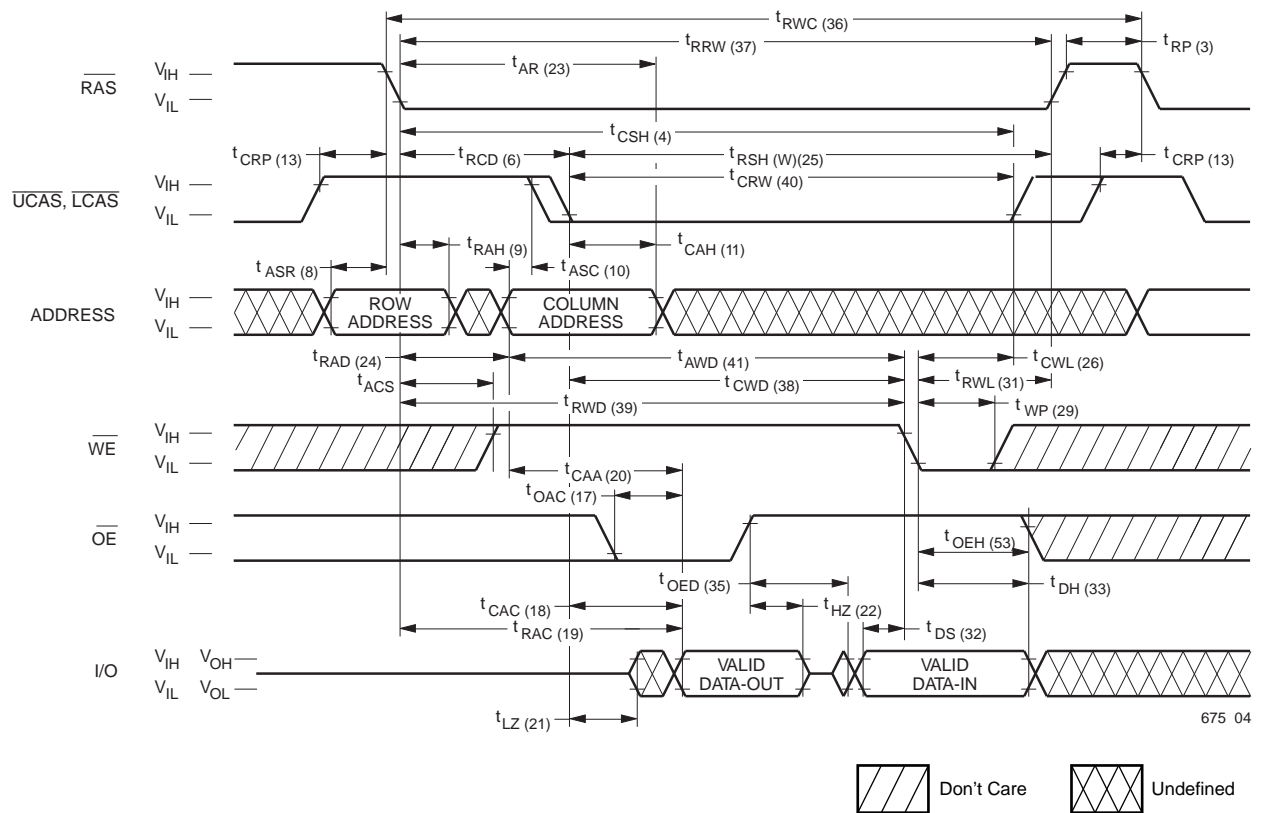 tRWC (36)
tRRW (37)
tRP (3)
tAR (23)
RAS
VIH
VIL
tCSH (4)
tCRP (13)
tRCD (6)
tRSH (W)(25)
tCRP (13)
UCAS, LCAS
VIH
VIL
tCRW (40)
tRAH (9)
tCAH (11)
tASR (8)
tASC (10)
ADDRESS
VIH
VIL
ROW
ADDRESS
COLUMN
ADDRESS
tRAD (24)
tAWD (41)
tCWL (26)
tACS
tCWD (38)
tRWL (31)
tRWD (39)
tWP (29)
WE
VIH
VIL
tCAA (20)
tOAC (17)
OE
VIH
VIL
tOEH (53)
tOED (35)
tDH (33)
tCAC (18)
tHZ (22)
tRAC (19)
tDS (32)
I/O
VIH VOH
VIL VOL
VALID
DATA-OUT
VALID
DATA-IN
tLZ (21)
675 04
Don't Care
Undefined